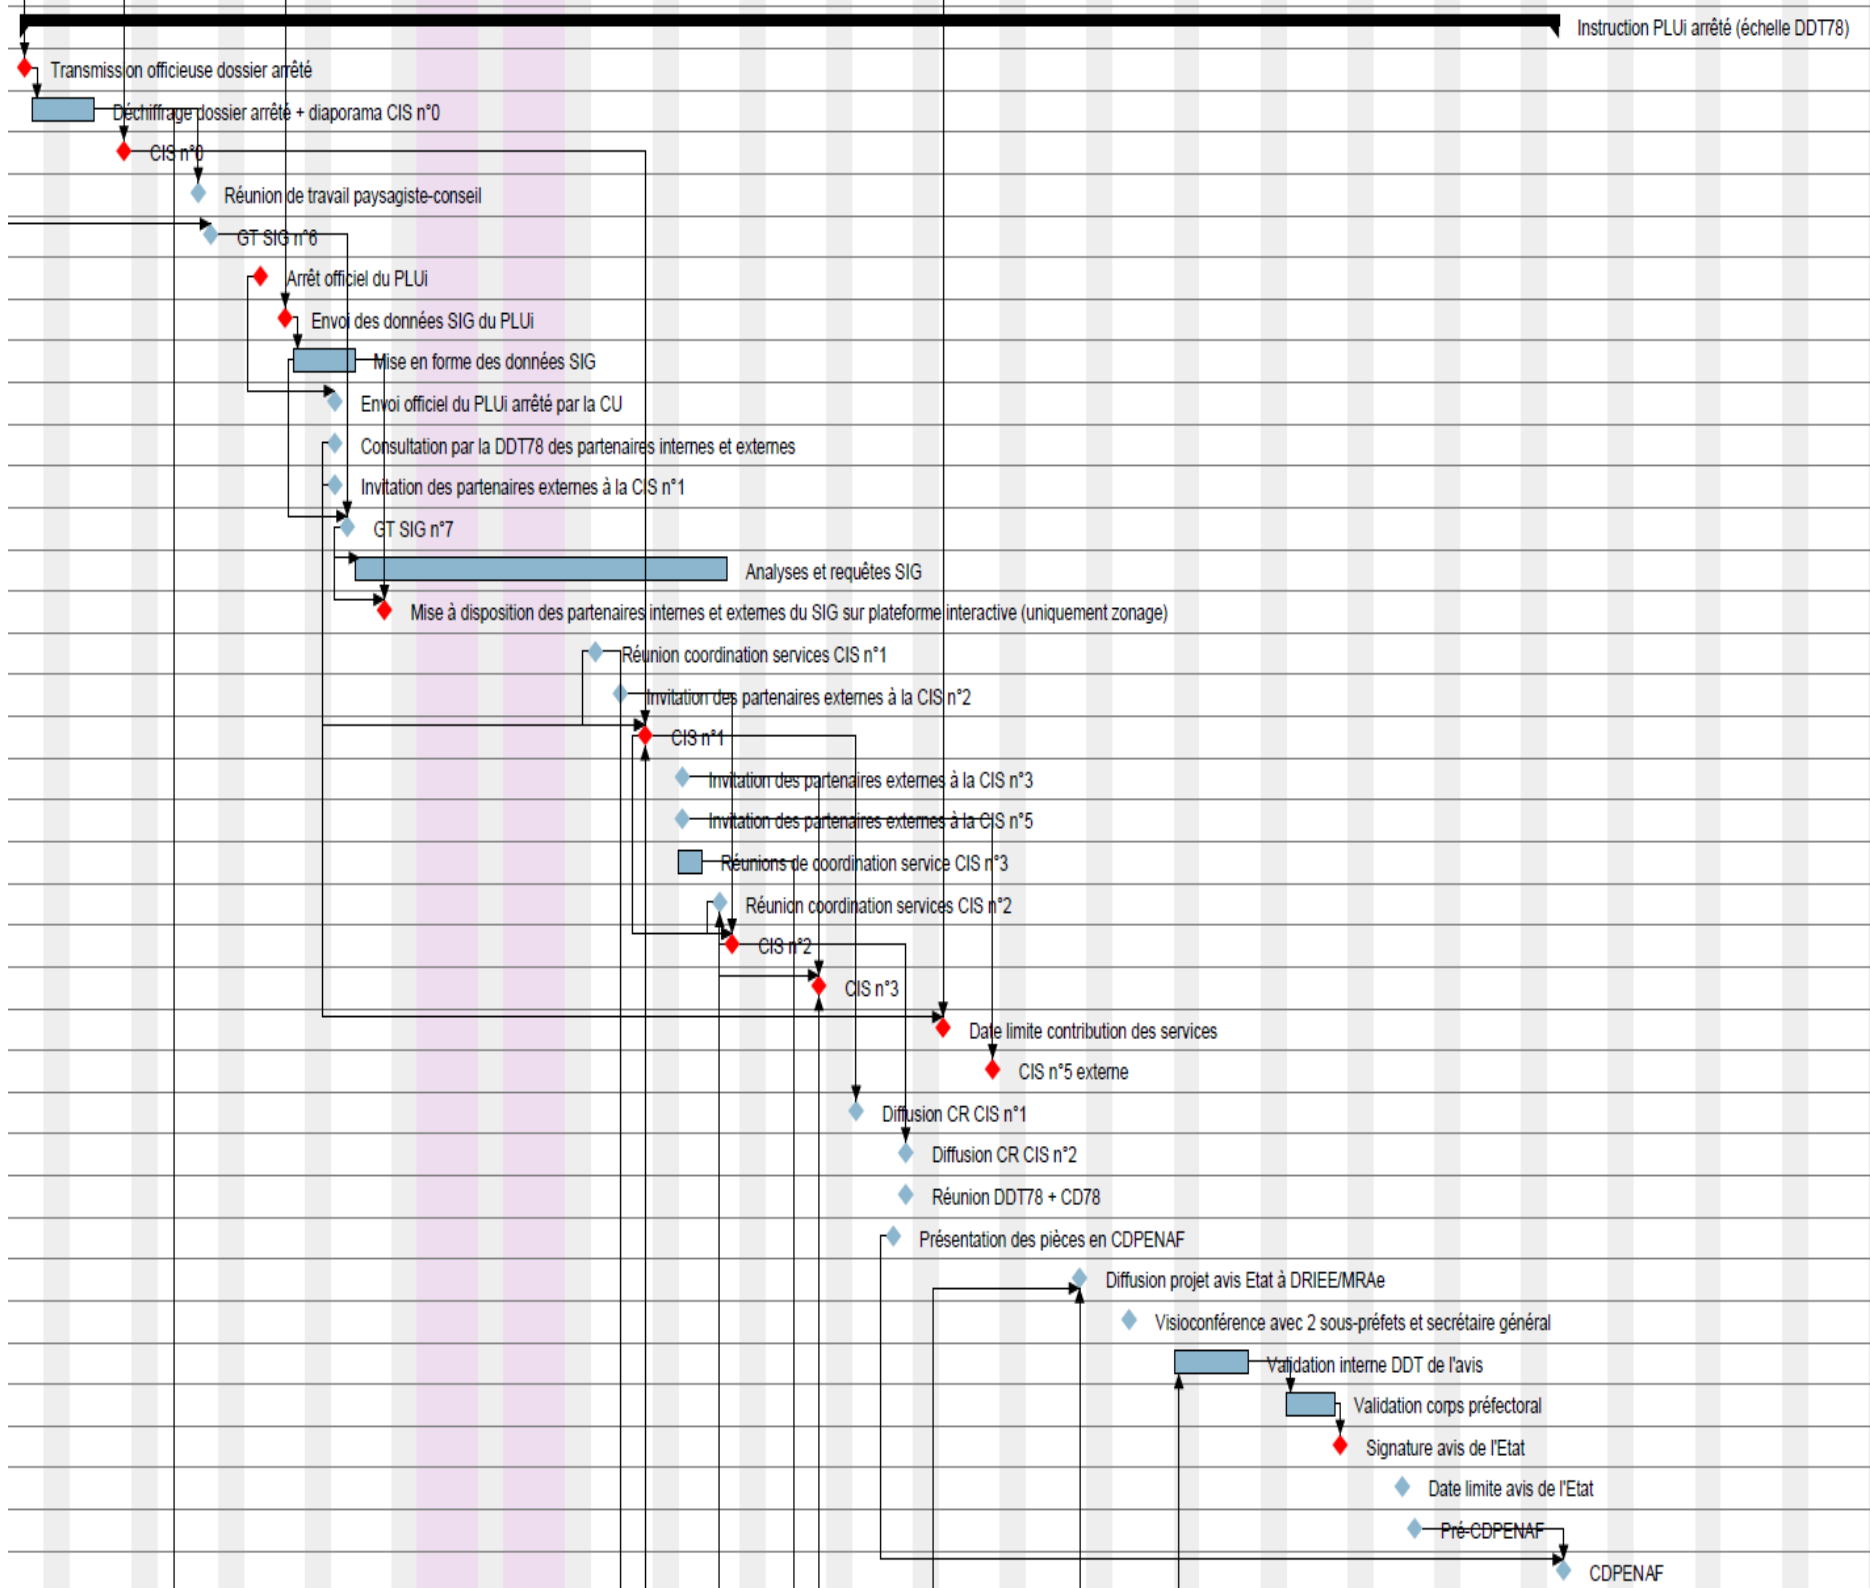 Instruction PLUi arrêté (échelle DDT78)
Transmission officieuse dossier arrêté
Déchiffrage dossier arrêté + diaporama CIS n°0
CIS n°0
Réunion de travail paysagiste-conseil
GT SIG n°6
Arrêt officiel du PLUi
Envoi des données SIG du PLUi
Mise en forme des données SIG
Envoi officiel du PLUi arrêté par la CU
Consultation par la DDT78 des partenaires internes et externes
Invitation des partenaires externes à la CIS n°1
GT SIG n°7
Analyses et requêtes SIG
Mise à disposition des partenaires internes et externes du SIG sur plateforme interactive (uniquement zonage)
Réunion coordination services CIS n°1
Invitation des partenaires externes à la CIS n°2
CIS n°1
Invitation des partenaires externes à la CIS n°3
Invitation des partenaires externes à la CIS n°5
Réunions de coordination service CIS n°3
Réunion coordination services CIS n°2
CIS n°2
CIS n°3
Date limite contribution des services
CIS n°5 externe
Diffusion CR CIS n°1
Diffusion CR CIS n°2
Réunion DDT78 + CD78
Présentation des pièces en CDPENAF
Diffusion projet avis Etat à DRIEE/MRAe
Visioconférence avec 2 sous-préfets et secrétaire général
Validation interne DDT de l'avis
Validation corps préfectoral
Signature avis de l'Etat
Date limite avis de l'Etat
Pré-CDPENAF
CDPENAF